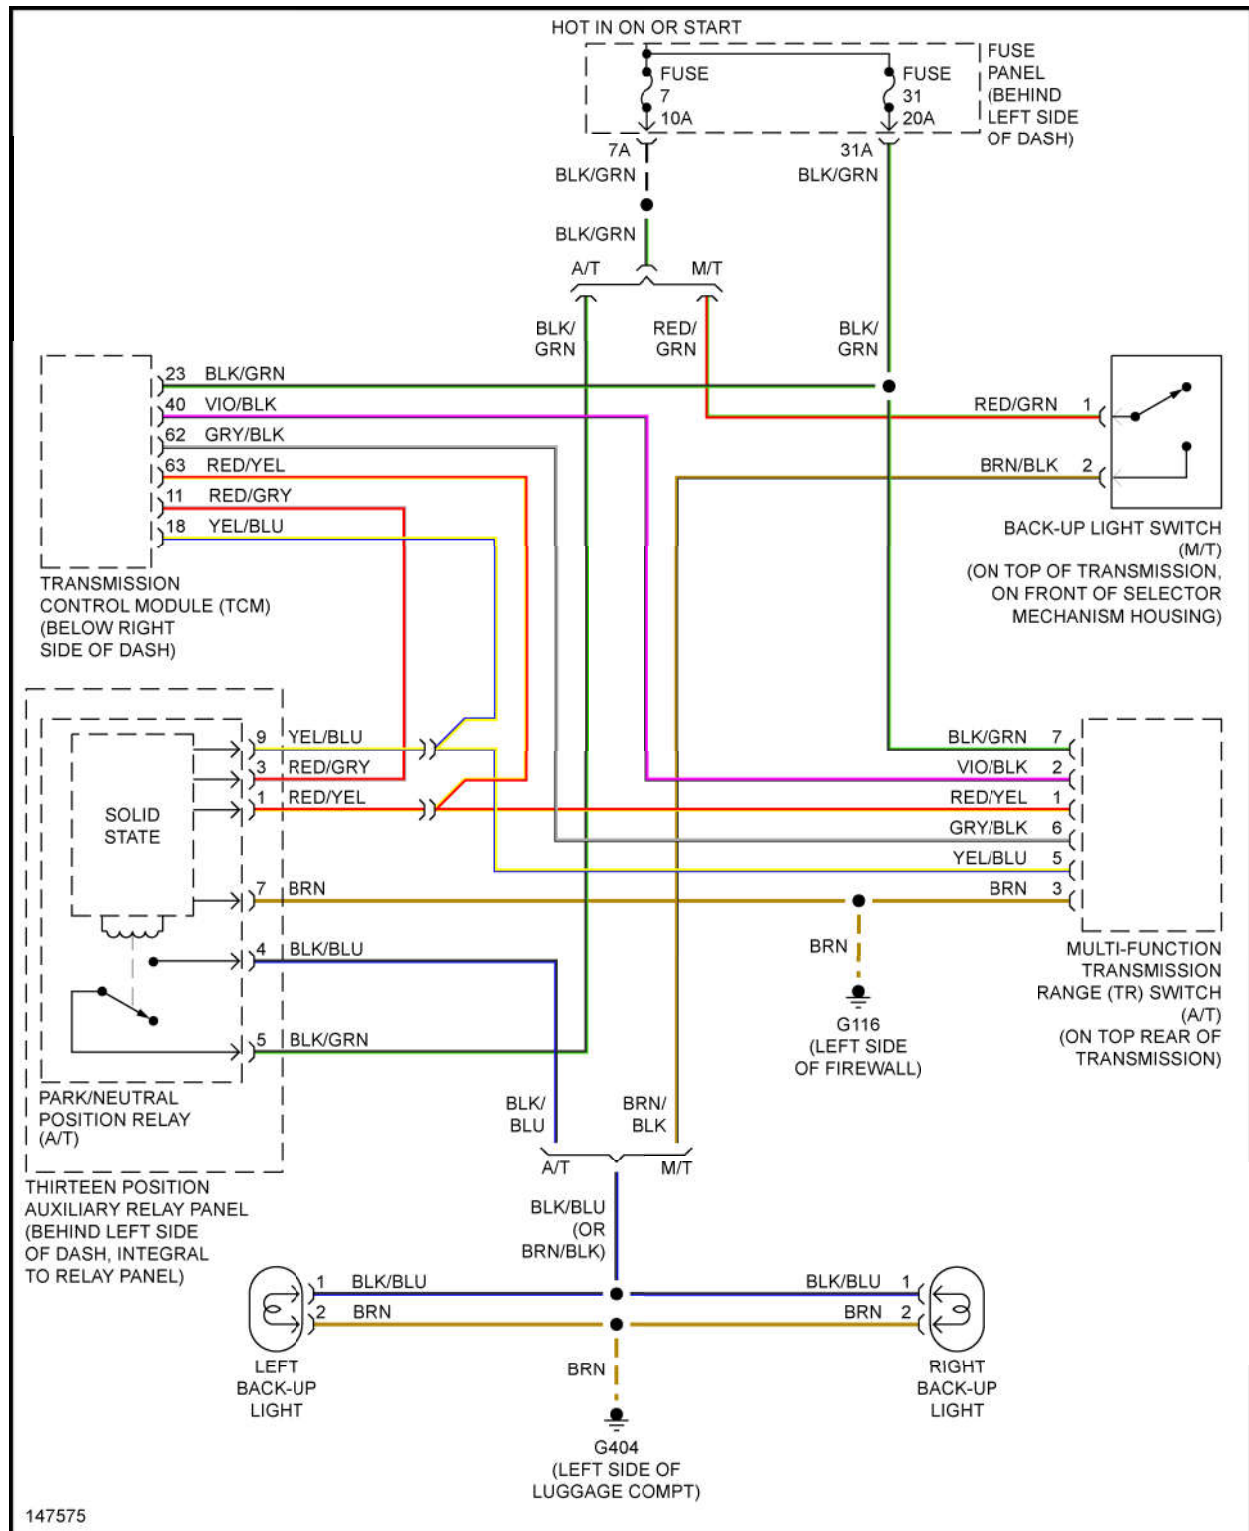 HOT IN ON OR START
FUSE
7
10A
FUSE
31
20A
FUSE
PANEL
(BEHIND
LEFT SIDE
OF DASH)
7A
BLK/GRN
31A
BLK/GRN
BLK/GRN
A/T
M/T
BLK/
GRN
RED/
GRN
BLK/
GRN
23 BLK/GRN
40 VIO/BLK
62 GRY/BLK
63 RED/YEL
11 RED/GRY
18 YEL/BLU
TRANSMISSION
CONTROL MODULE (TCM)
(BELOW RIGHT
SIDE OF DASH)
RED/GRN 1
BRN/BLK 2
BACK-UP LIGHT SWITCH
(M/T)
(ON TOP OF TRANSMISSION,
ON FRONT OF SELECTOR
MECHANISM HOUSING)
SOLID
STATE
9 YEL/BLU
3 RED/GRY
1 RED/YEL
7 BRN
4 BLK/BLU
5 BLK/GRN
PARK/NEUTRAL
POSITION RELAY
(A/T)
THIRTEEN POSITION
AUXILIARY RELAY PANEL
(BEHIND LEFT SIDE
OF DASH, INTEGRAL
TO RELAY PANEL)
BLK/GRN 7
VIO/BLK 2
RED/YEL 1
GRY/BLK 6
YEL/BLU 5
BRN 3
MULTI-FUNCTION
TRANSMISSION
RANGE (TR) SWITCH
(A/T)
(ON TOP REAR OF
TRANSMISSION)
BRN
G116
(LEFT SIDE
OF FIREWALL)
BLK/
BLU
BRN/
BLK
A/T
M/T
BLK/BLU
(OR
BRN/BLK)
1 BLK/BLU
2 BRN
BLK/BLU 1
BRN 2
LEFT
BACK-UP
LIGHT
BRN
RIGHT
BACK-UP
LIGHT
G404
(LEFT SIDE OF
LUGGAGE COMPT)
147575